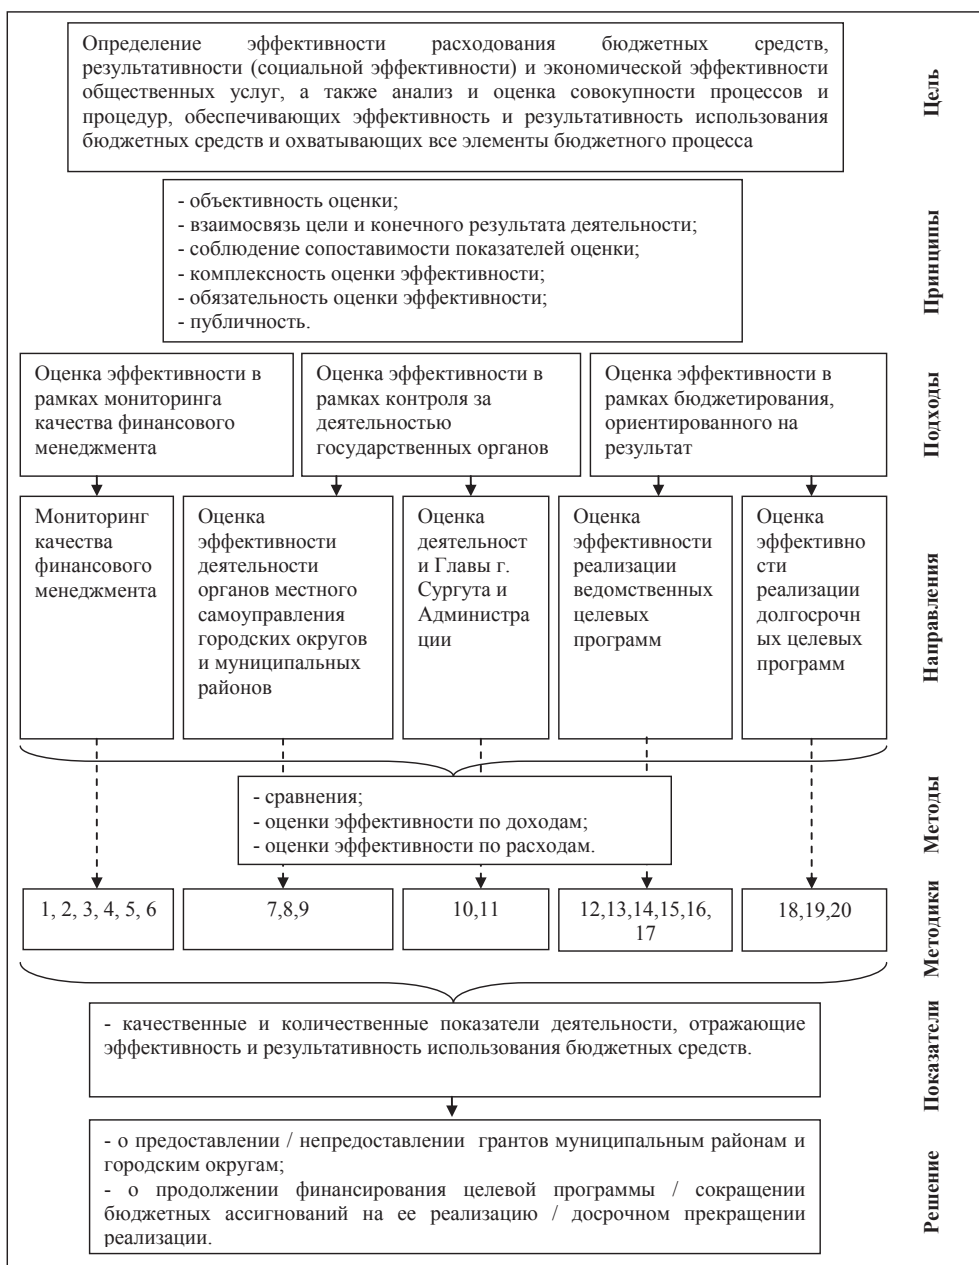 Определение эффективности расходования бюджетных средств,
результативности (социальной эффективности) и экономической эффективности
общественных услуг, а также анализ и оценка совокупности процессов и
процедур, обеспечивающих эффективность и результативность использования
бюджетных средств и охватывающих все элементы бюджетного процесса
Цель
- объективность оценки;
- взаимосвязь цели и конечного результата деятельности;
- соблюдение сопоставимости показателей оценки;
- комплексность оценки эффективности;
- обязательность оценки эффективности;
- публичность.
Принципы
Оценка эффективности в
рамках мониторинга
качества финансового
менеджмента
Оценка эффективности в
рамках контроля за
деятельностью
государственных органов
Оценка эффективности в
рамках бюджетирования,
ориентированного на
результат
Подходы
Мониторинг
качества
финансового
менеджмента
Оценка
эффективности
деятельности
органов местного
самоуправления
городских округов
и муниципальных
районов
Оценка
деятельност
и Главы г.
Сургута и
Администра
ции
Оценка
эффективности
реализации
ведомственных
целевых
программ
Оценка
эффективно
сти
реализации
долгосрочн
ых целевых
программ
Направления
- сравнения;
- оценки эффективности по доходам;
- оценки эффективности по расходам.
Методы
1, 2, 3, 4, 5, 6
7,8,9
10,11
12,13,14,15,16,
17
18,19,20
Методики
- качественные и количественные показатели деятельности, отражающие
эффективность и результативность использования бюджетных средств.
Показатели
- о предоставлении / непредоставлении грантов муниципальным районам и
городским округам;
- о продолжении финансирования целевой программы / сокращении
бюджетных ассигнований на ее реализацию / досрочном прекращении
реализации.
Решение